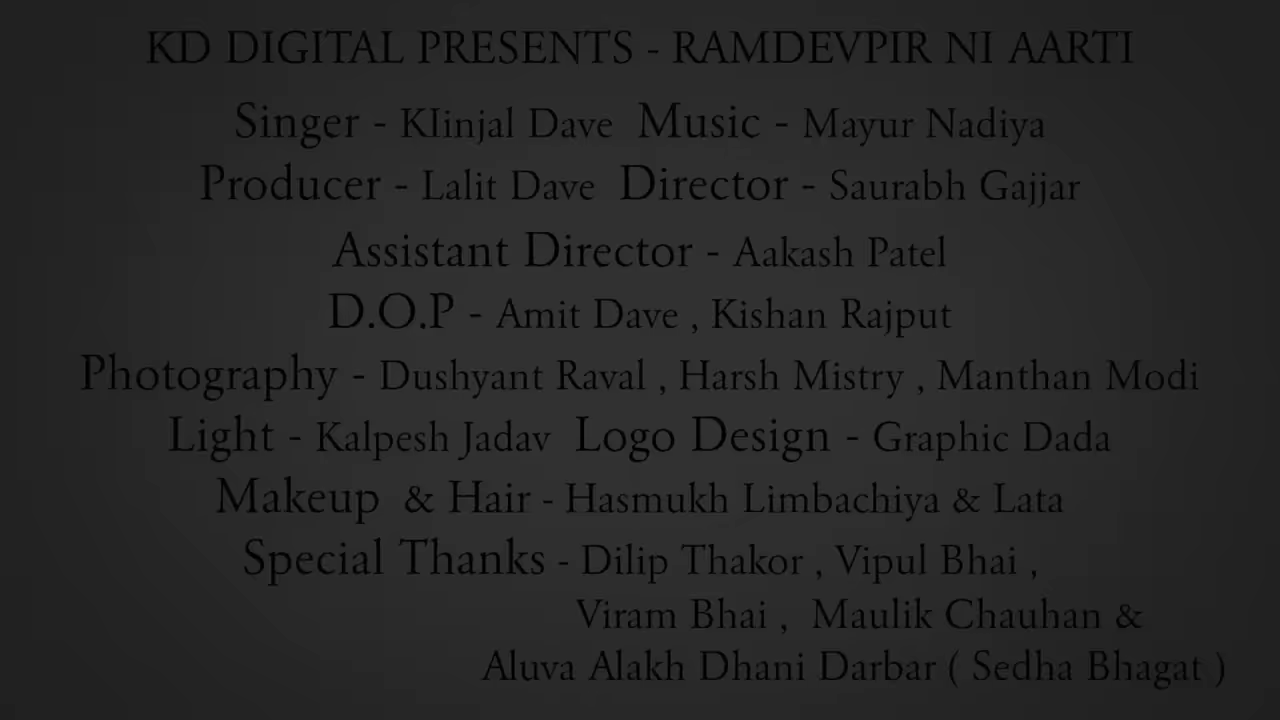 KD DIGITAL PRESENTS - RAMDEVPIR NI AARTI
Singer - KIinjal Dave Music - Mayur Nadiya
Producer - Lalit Dave Director - Saurabh Gajjar
Assistant Director - Aakash Patel
D.O.P - Amit Dave , Kishan Rajput
Photography - Dushyant Raval , Harsh Mistry , Manthan Modi
Light - Kalpesh Jadav Logo Design - Graphic Dada
Makeup & Hair - Hasmukh Limbachiya & Lata
Special Thanks - Dilip Thakor , Vipul Bhai ,
Viram Bhai , Maulik Chauhan &
Aluva Alakh Dhani Darbar ( Sedha Bhagat )